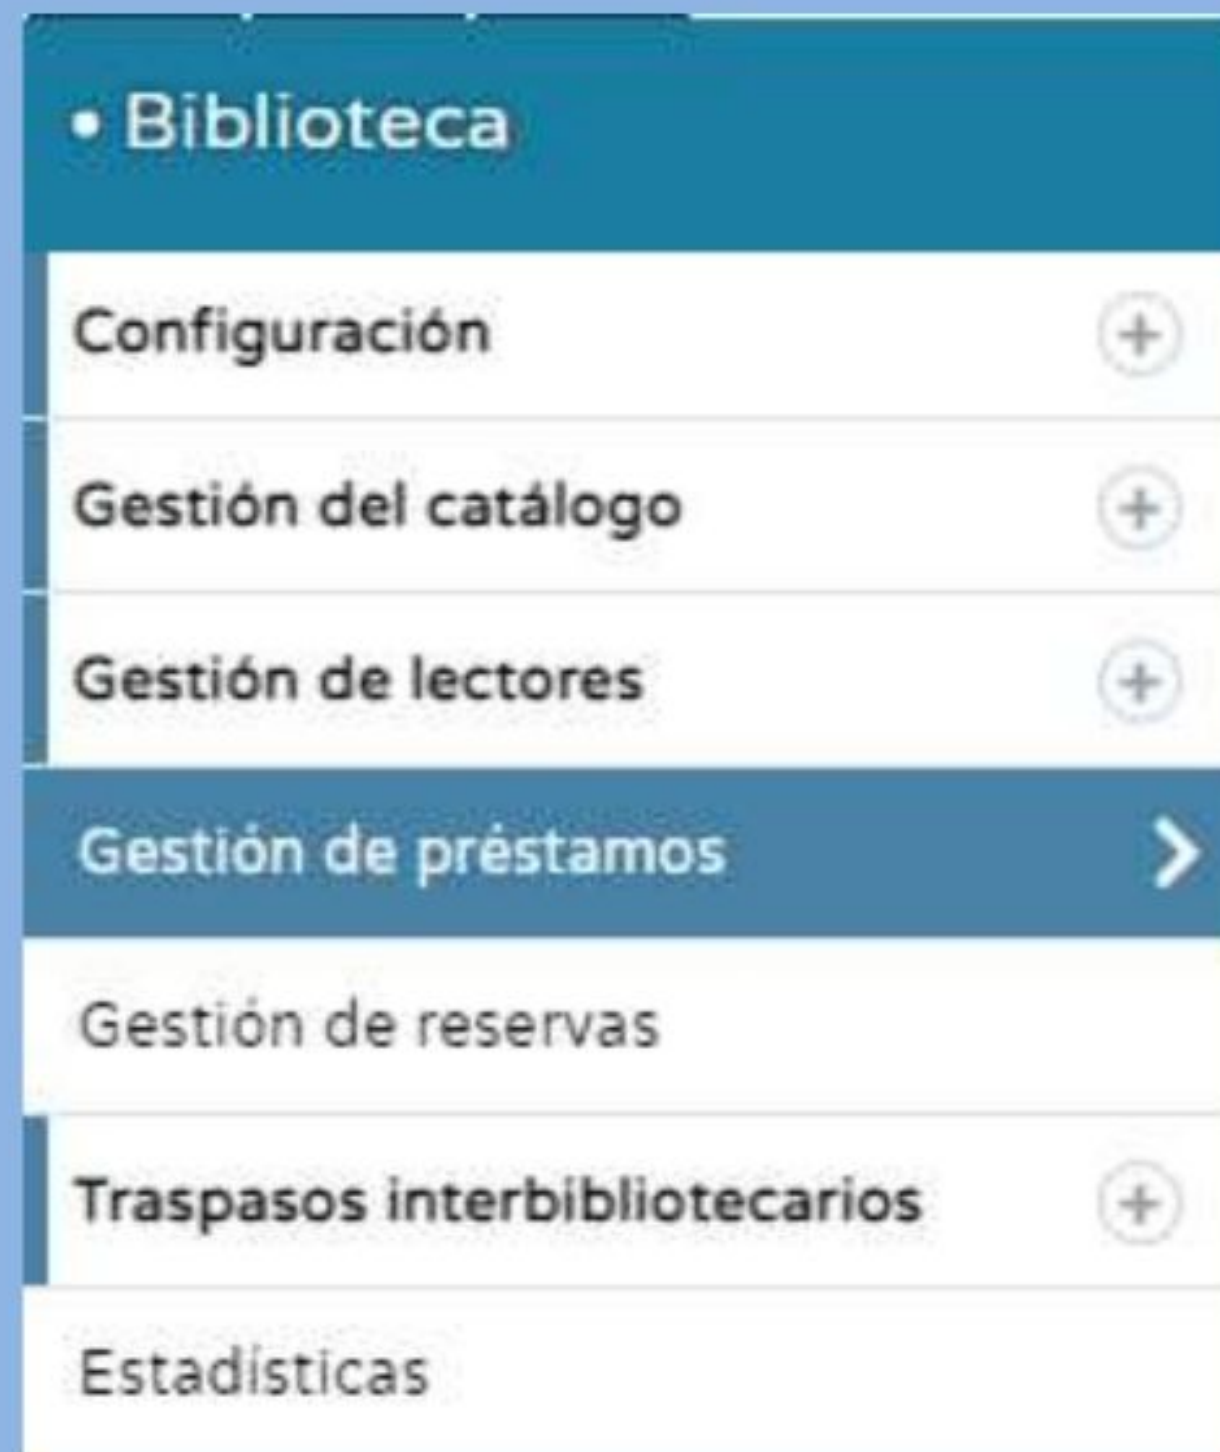 • Biblioteca
Configuración
Gestión del catálogo
Gestión de lectores
Gestión de préstamos
Gestión de reservas
Traspasos interbibliotecarios
Estadísticas